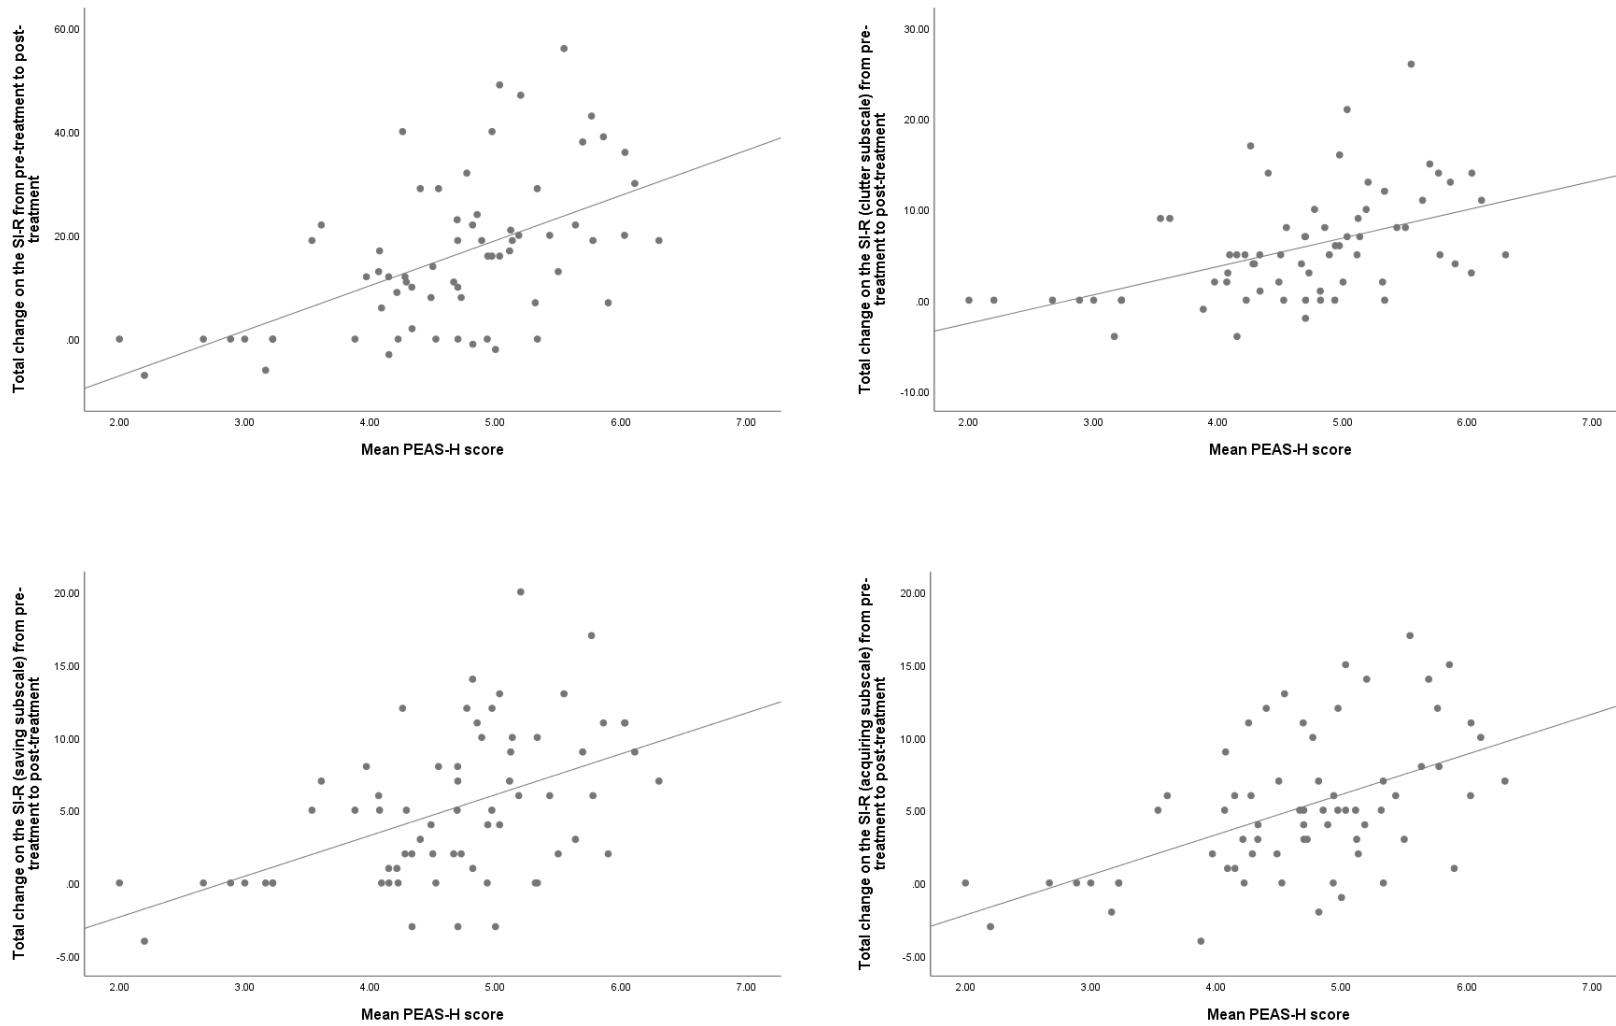 Total change on the SI-R from pre-treatment to post-
treatment
60.00
40.00
20.00
.00
2.00 3.00 4.00 5.00 6.00 7.00
Mean PEAS-H score
Total change on the SI-R (clutter subscale) from pre-
treatment to post-treatment
30.00
20.00
10.00
.00
-10.00
2.00 3.00 4.00 5.00 6.00 7.00
Mean PEAS-H score
Total change on the SI-R (saving subscale) from pre-
treatment to post-treatment
20.00
15.00
10.00
5.00
.00
-5.00
2.00 3.00 4.00 5.00 6.00 7.00
Mean PEAS-H score
Total change on the SI-R (acquiring subscale) from pre-
treatment to post-treatment
20.00
15.00
10.00
5.00
.00
-5.00
2.00 3.00 4.00 5.00 6.00 7.00
Mean PEAS-H score